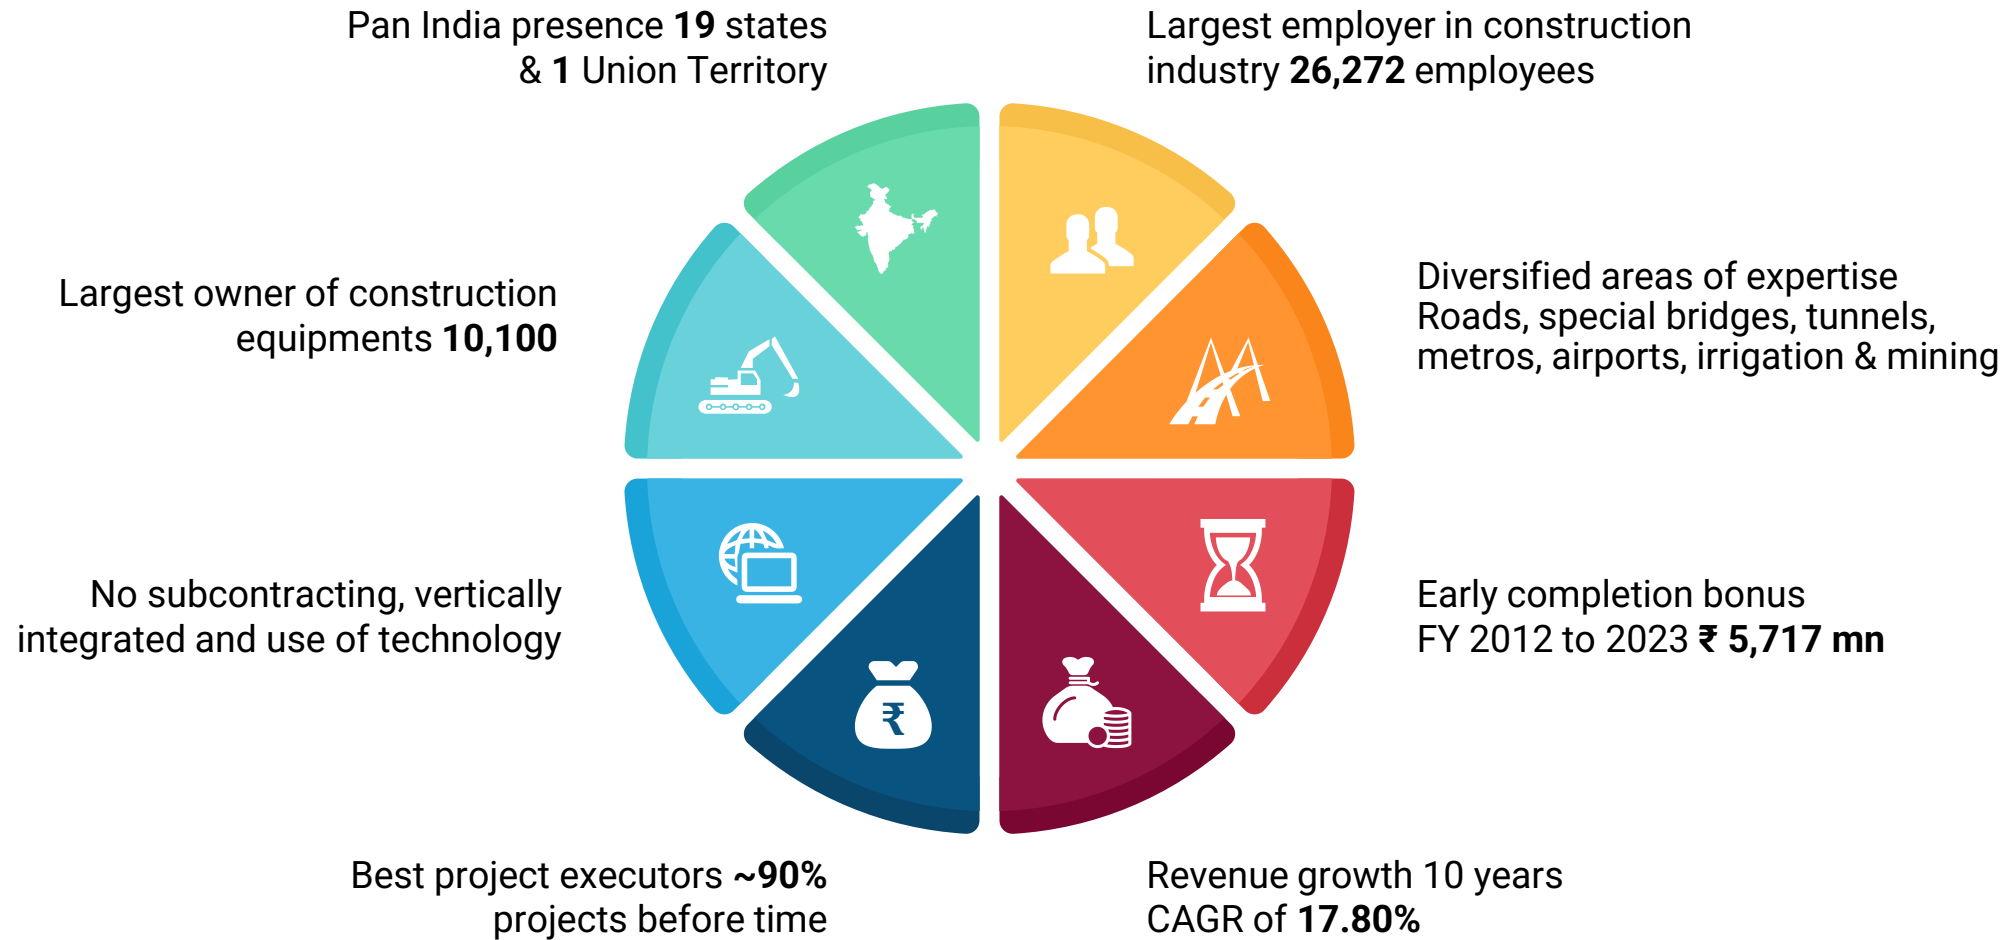 Pan India presence 19 states
& 1 Union Territory
Largest employer in construction
industry 26,272 employees
Largest owner of construction
equipments 10,100
Diversified areas of expertise
Roads, special bridges, tunnels,
metros, airports, irrigation & mining
No subcontracting, vertically
integrated and use of technology
Early completion bonus
FY 2012 to 2023 ₹ 5,717 mn
₹
Best project executors ~90%
projects before time
Revenue growth 10 years
CAGR of 17.80%